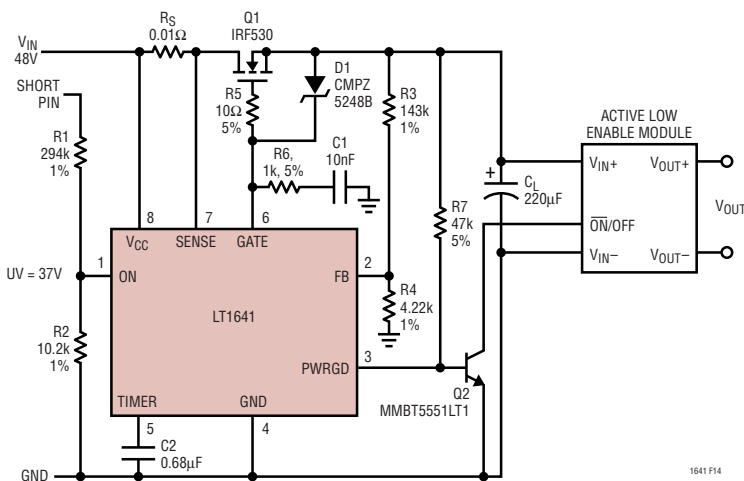 V_IN
48V
R_S
0.01Ω
Q1
IRF530
SHORT
PIN
R1
294k
1%
R5
10Ω
5%
D1
CMPZ
5248B
R3
143k
1%
R6,
1k, 5%
C1
10nF
ACTIVE LOW
ENABLE MODULE
V_IN+
V_OUT+
ON/OFF
V_IN–
V_OUT–
V_OUT
+
C_L
220µF
R7
47k
5%
8
7
6
V_CC
SENSE
GATE
UV = 37V
1
ON
FB
2
LT1641
R4
4.22k
1%
R2
10.2k
1%
PWRGD
3
Q2
MMBT5551LT1
TIMER
GND
5
4
C2
0.68µF
GND
1641 F14